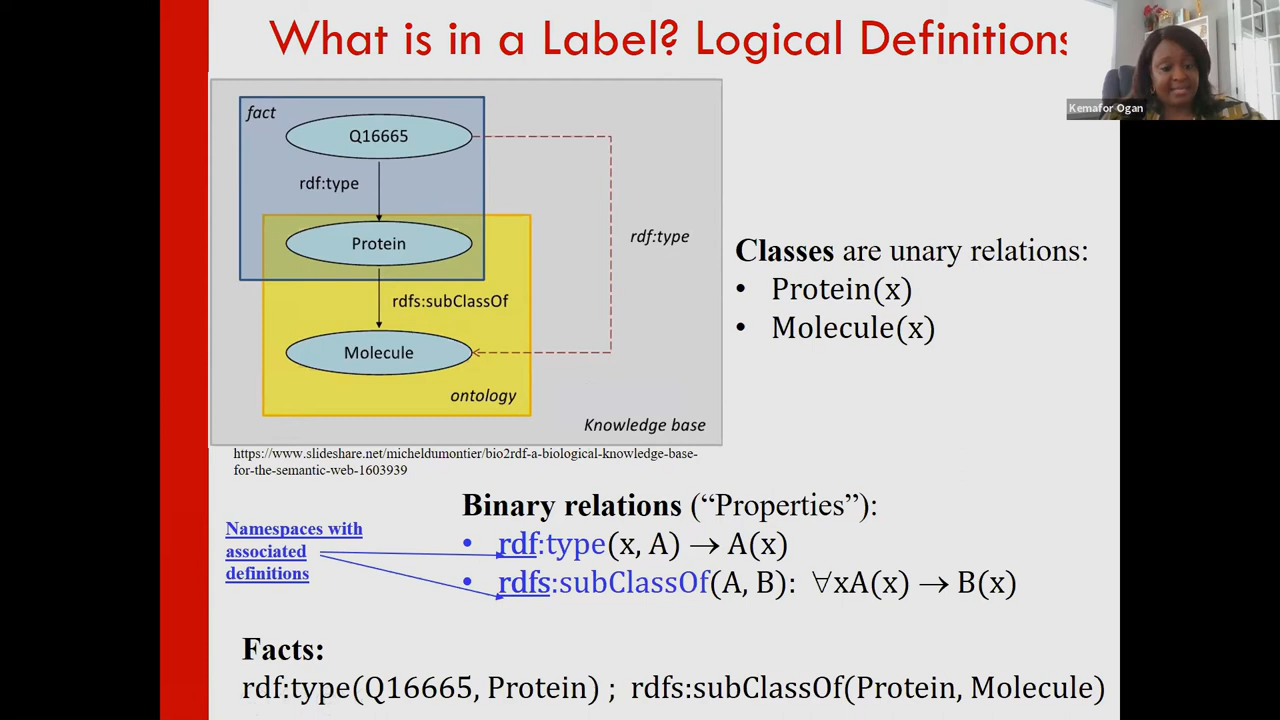 What is in a Label? Logical Definitions
Kemafor Ogan
fact
Q16665
rdf:type
Protein
rdf:type
rdfs:subClassOf
Molecule
ontology
Knowledge base
https://www.slideshare.net/micheldumontier/bio2rdf-a-biological-knowledge-base-
for-the-semantic-web-1603939
Classes are unary relations:
• Protein(x)
• Molecule(x)
Namespaces with
associated
definitions
Binary relations (“Properties”):
• rdf:type(x, A) → A(x)
• rdfs:subClassOf(A, B): ∀xA(x) → B(x)
Facts:
rdf:type(Q16665, Protein) ; rdfs:subClassOf(Protein, Molecule)